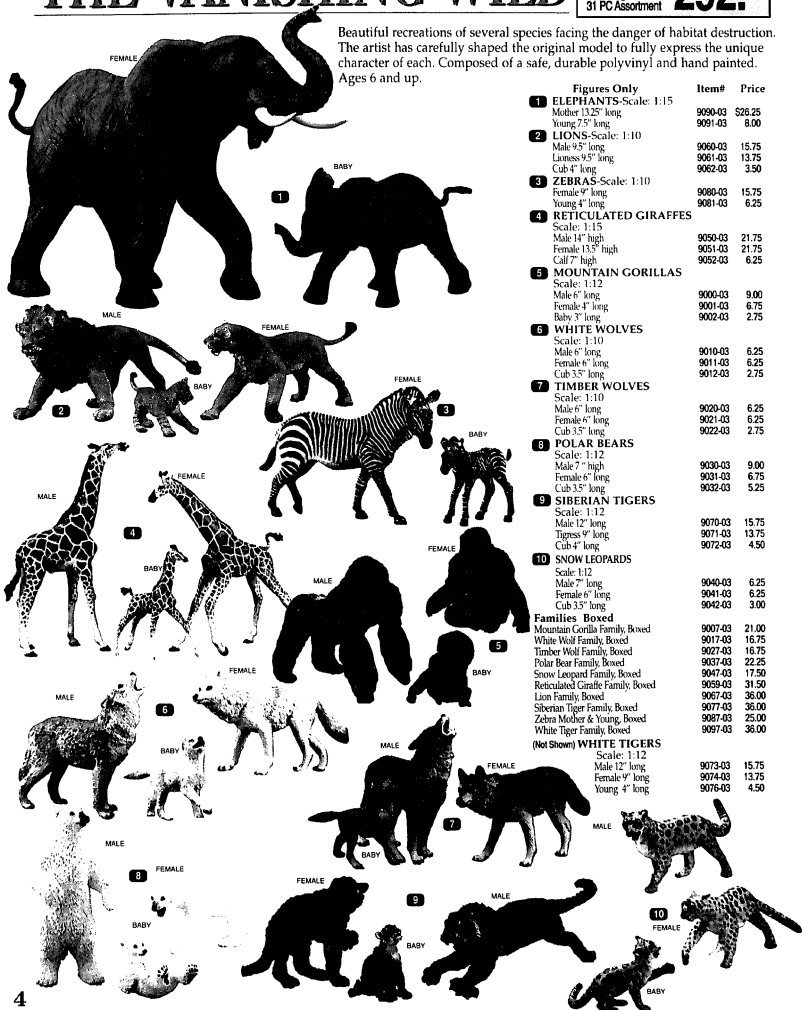 THE VANISHING WILD
31 PC Assortment
Beautiful recreations of several species facing the danger of habitat destruction.
The artist has carefully shaped the original model to fully express the unique
character of each. Composed of a safe, durable polyvinyl and hand painted.
Ages 6 and up.
Figures Only Item# Price
1 ELEPHANTS-Scale: 1:15
Mother 13.25" long 9090-03 $26.25
Young 7.5" long 9091-03 8.00
2 LIONS-Scale: 1:10
Male 9.5" long 9060-03 15.75
Lioness 9.5" long 9061-03 13.75
Cub 4" long 9062-03 3.50
3 ZEBRAS-Scale: 1:10
Female 9" long 9080-03 15.75
Young 4" long 9081-03 6.25
4 RETICULATED GIRAFFES
Scale: 1:15
Male 14" high 9050-03 21.75
Female 13.5" high 9051-03 21.75
Calf 7" high 9052-03 6.25
5 MOUNTAIN GORILLAS
Scale: 1:12
Male 6" long 9000-03 9.00
Female 4" long 9001-03 6.75
Baby 3" long 9002-03 2.75
6 WHITE WOLVES
Scale: 1:10
Male 6" long 9010-03 6.25
Female 6" long 9011-03 6.25
Cub 3.5" long 9012-03 2.75
7 TIMBER WOLVES
Scale: 1:10
Male 6" long 9020-03 6.25
Female 6" long 9021-03 6.25
Cub 3.5" long 9022-03 2.75
8 POLAR BEARS
Scale: 1:12
Male 7 " high 9030-03 9.00
Female 6" long 9031-03 6.75
Cub 3.5" long 9032-03 5.25
9 SIBERIAN TIGERS
Scale: 1:12
Male 12" long 9070-03 15.75
Tigress 9" long 9071-03 13.75
Cub 4" long 9072-03 4.50
10 SNOW LEOPARDS
Scale: 1:12
Male 7" long 9040-03 6.25
Female 6" long 9041-03 6.25
Cub 3.5" long 9042-03 3.00
Families Boxed
Mountain Gorilla Family, Boxed 9007-03 21.00
White Wolf Family, Boxed 9017-03 16.75
Timber Wolf Family, Boxed 9027-03 16.75
Polar Bear Family, Boxed 9037-03 22.25
Snow Leopard Family, Boxed 9047-03 17.50
Reticulated Giraffe Family, Boxed 9059-03 31.50
Lion Family, Boxed 9067-03 36.00
Siberian Tiger Family, Boxed 9077-03 36.00
Zebra Mother & Young, Boxed 9087-03 25.00
White Tiger Family, Boxed 9097-03 36.00
(Not Shown) WHITE TIGERS
Scale: 1:12
Male 12" long 9073-03 15.75
Female 9" long 9074-03 13.75
Young 4" long 9076-03 4.50
FEMALE
BABY
1
MALE
FEMALE
BABY
2
FEMALE
3
BABY
MALE
FEMALE
4
BABY
MALE
FEMALE
5
BABY
MALE
FEMALE
6
BABY
MALE
FEMALE
7
BABY
MALE
8
FEMALE
BABY
FEMALE
9
MALE
BABY
MALE
10
FEMALE
BABY
4